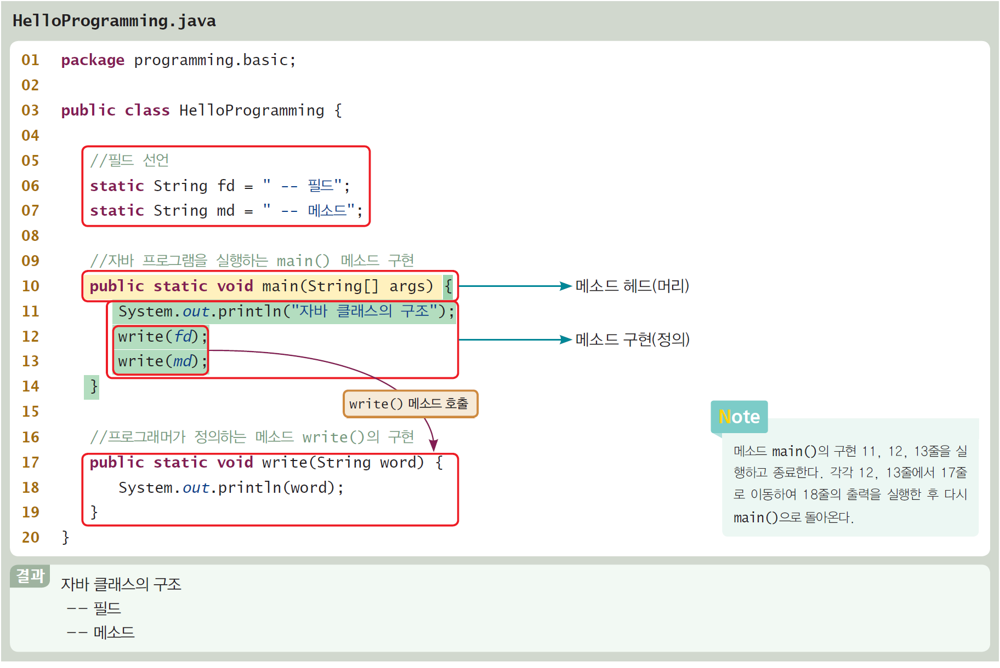 HelloProgramming.java
01 package programming.basic;
02
03 public class HelloProgramming {
04
05 //필드 선언
06 static String fd = " -- 필드";
07 static String md = " -- 메소드";
08
09 //자바 프로그램을 실행하는 main() 메소드 구현
10 public static void main(String[] args) {
메소드 헤드(머리)
11 System.out.println("자바 클래스의 구조");
12 write(fd);
메소드 구현(정의)
13 write(md);
14 }
write() 메소드 호출
15
16 //프로그래머가 정의하는 메소드 write()의 구현
17 public static void write(String word) {
18 System.out.println(word);
19 }
20 }
Note
메소드 main()의 구현 11, 12, 13줄을 실
행하고 종료한다. 각각 12, 13줄에서 17줄
로 이동하여 18줄의 출력을 실행한 후 다시
main()으로 돌아온다.
결과
자바 클래스의 구조
-- 필드
-- 메소드